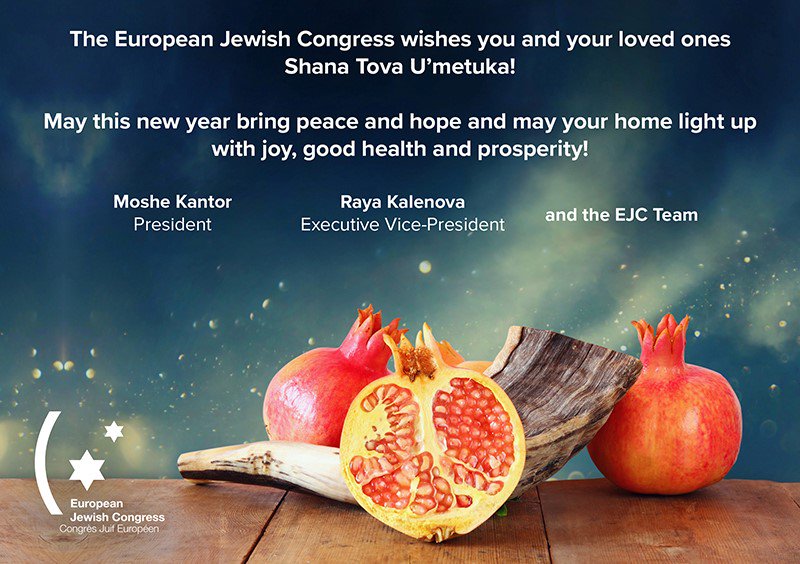 The European Jewish Congress wishes you and your loved ones
Shana Tova U’metuka!
May this new year bring peace and hope and may your home light up
with joy, good health and prosperity!
Moshe Kantor
President
Raya Kalenova
Executive Vice-President
and the EJC Team
European
Jewish Congress
Congrès Juif Européen